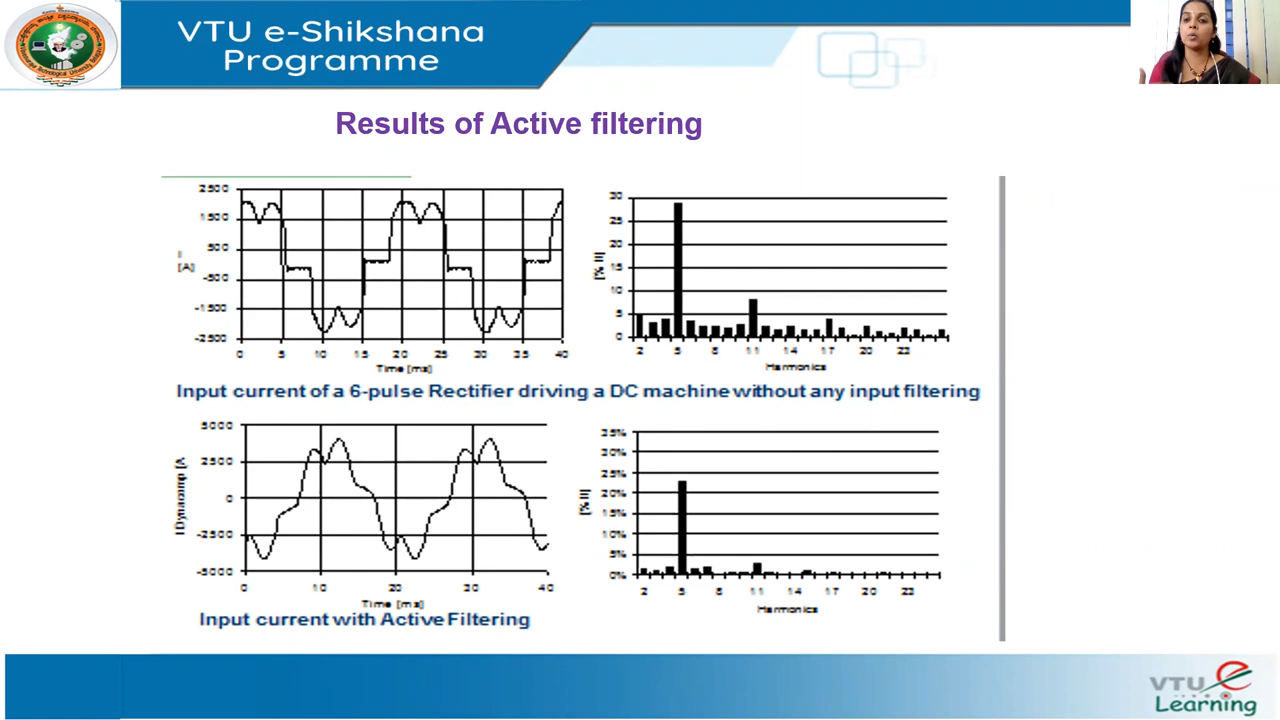 VTU e-Shikshana
Programme
Results of Active filtering
2500
1500
500
-500
-1500
-2500
I
[A]
0 5 10 15 20 25 30 35 40
Time [ms]
30
25
20
15
10
5
0
[% I1]
2 5 8 11 14 17 20 23
Harmonics
Input current of a 6-pulse Rectifier driving a DC machine without any input filtering
5000
2500
0
-2500
-5000
I Dynacomp [A
0 10 20 30 40
Time [ms]
Input current with Active Filtering
35%
30%
25%
20%
15%
10%
5%
0%
[% I1]
2 5 8 11 14 17 20 23
Harmonics
VTU e
Learning